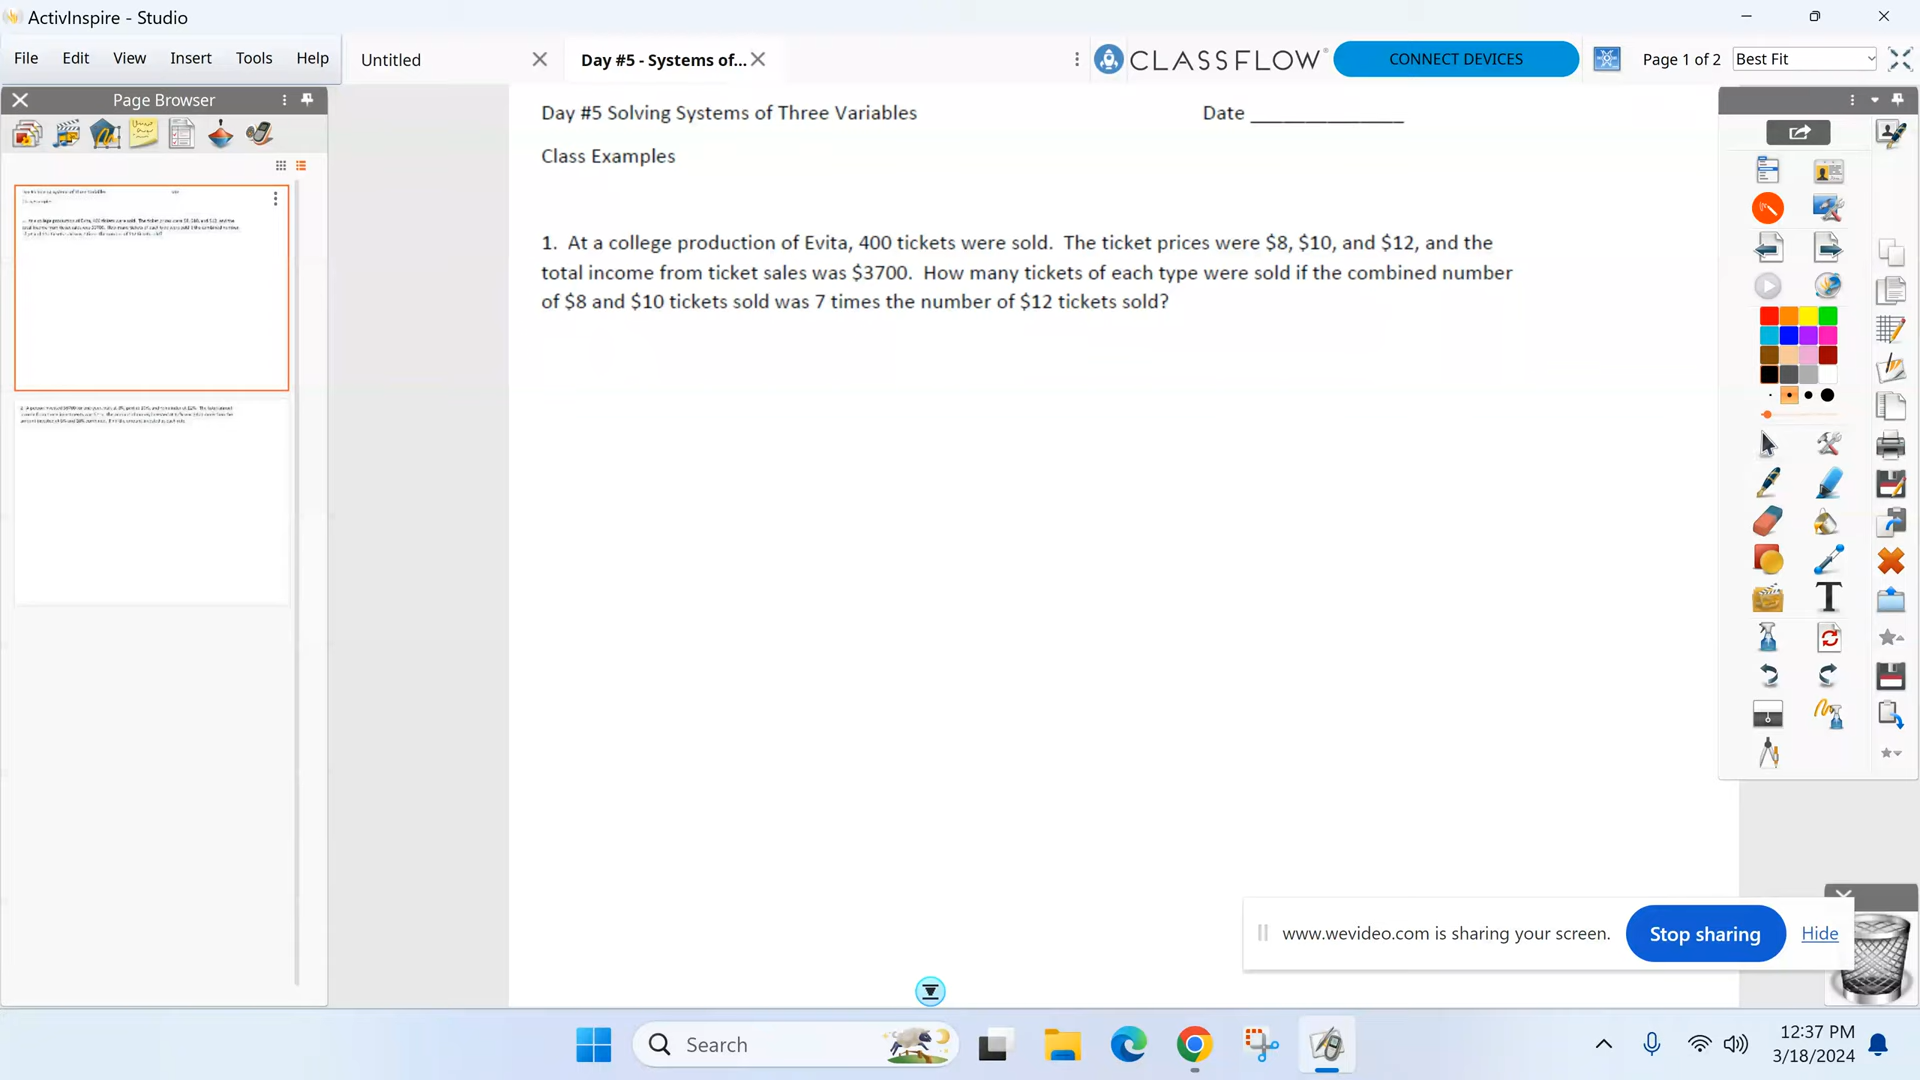 ActivInspire - Studio
File Edit View Insert Tools Help
Untitled
Day #5 - Systems of...
CLASSFLOW
CONNECT DEVICES
Page 1 of 2
Best Fit
Page Browser
Day #5 Solving Systems of Three Variables
Date _______________
Class Examples
1. At a college production of Evita, 400 tickets were sold. The ticket prices were $8, $10, and $12, and the
total income from ticket sales was $3700. How many tickets of each type were sold if the combined number
of $8 and $10 tickets sold was 7 times the number of $12 tickets sold?
www.wevideo.com is sharing your screen.
Stop sharing
Hide
Search
12:37 PM
3/18/2024